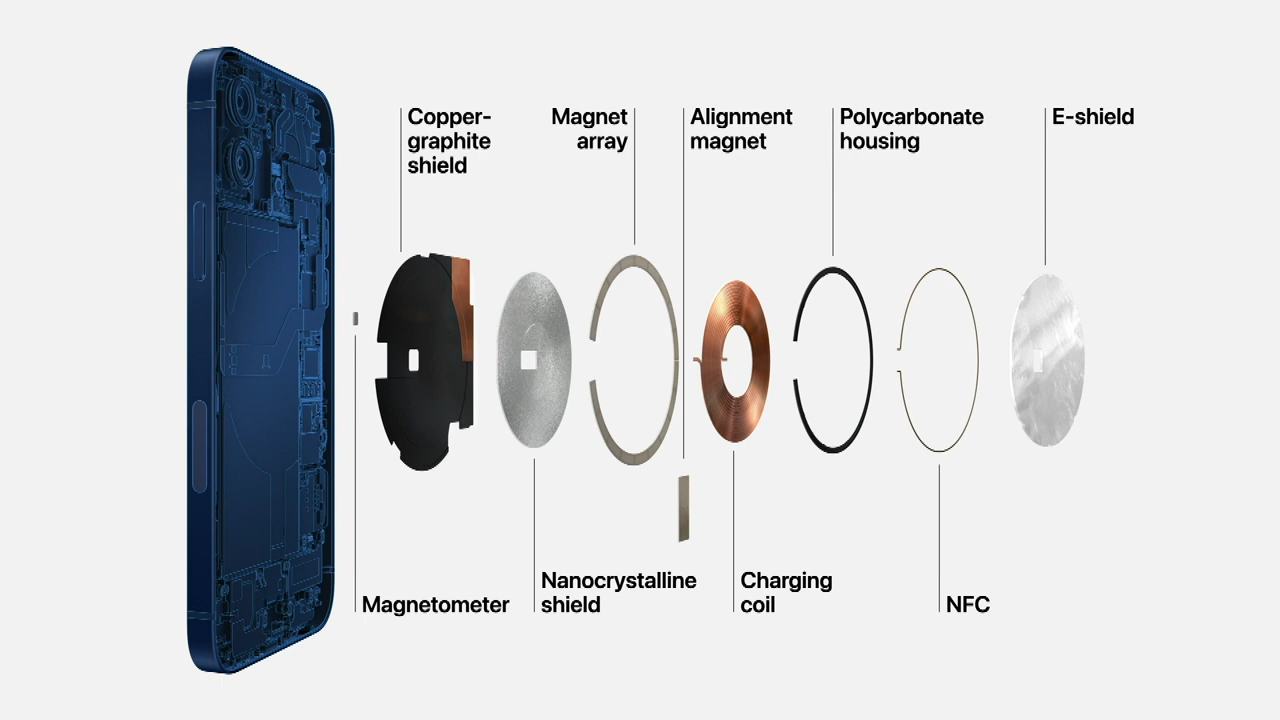 Copper-
graphite
shield
Magnet
array
Alignment
magnet
Polycarbonate
housing
E-shield
Magnetometer
Nanocrystalline
shield
Charging
coil
NFC